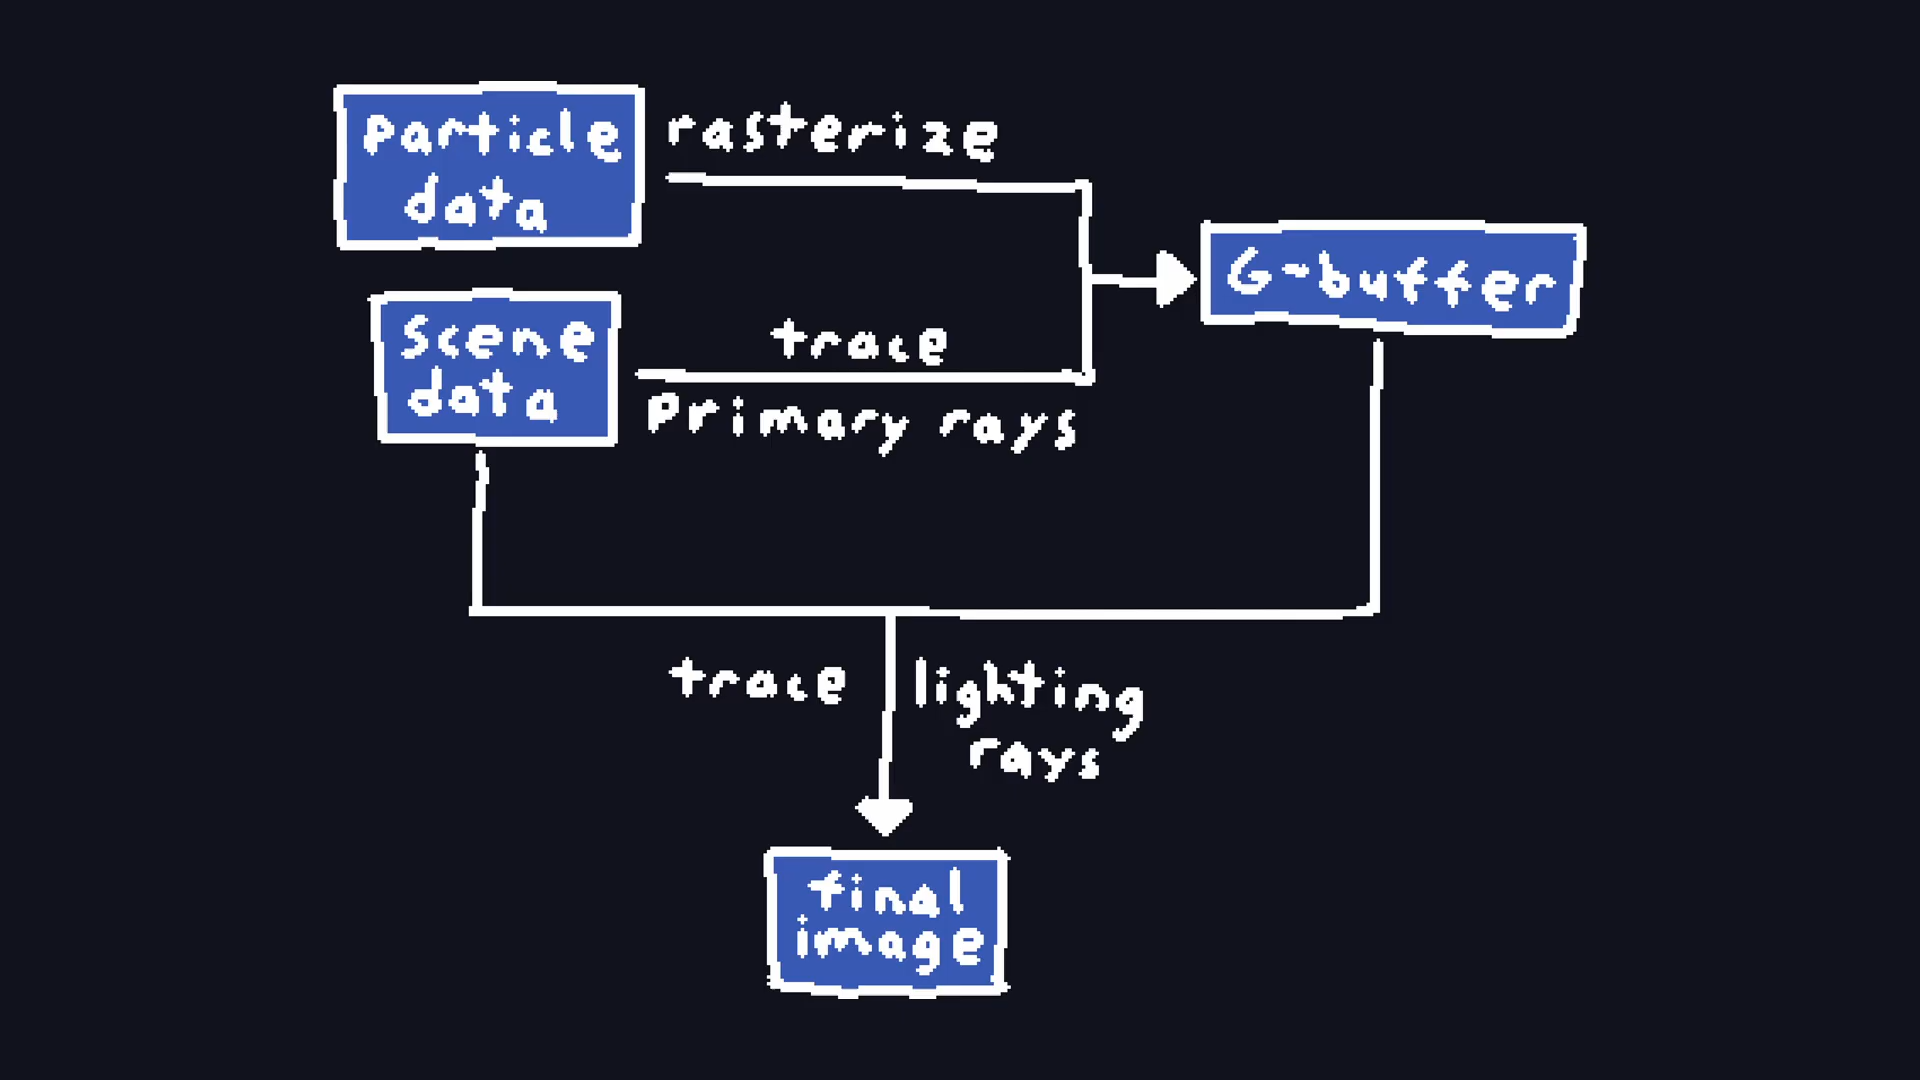 particle
data
rasterize
G-buffer
scene
data
trace
primary rays
trace
lighting
rays
final
image